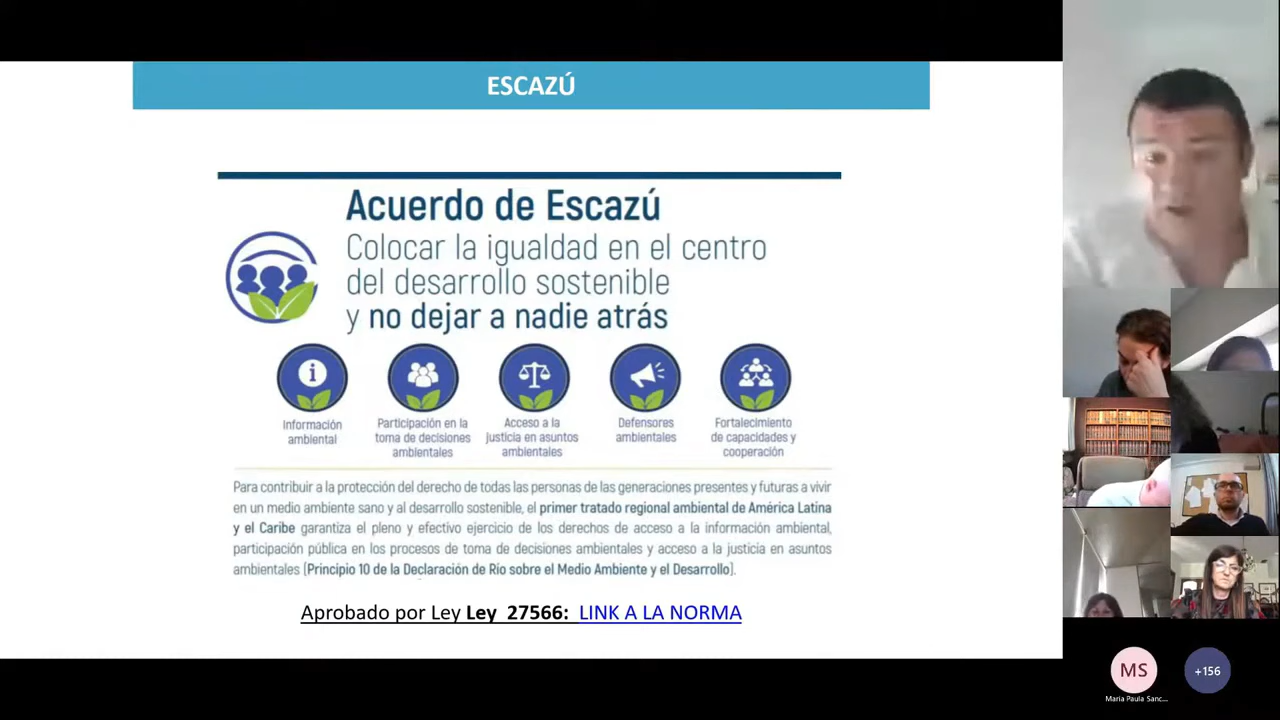 ESCAZÚ
Acuerdo de Escazú
Colocar la igualdad en el centro
del desarrollo sostenible
y no dejar a nadie atrás
Información
ambiental
Participación en la
toma de decisiones
ambientales
Acceso a la
justicia en asuntos
ambientales
Defensores
ambientales
Fortalecimiento
de capacidades y
cooperación
Para contribuir a la protección del derecho de todas las personas de las generaciones presentes y futuras a vivir
en un medio ambiente sano y al desarrollo sostenible, el primer tratado regional ambiental de América Latina
y el Caribe garantiza el pleno y efectivo ejercicio de los derechos de acceso a la información ambiental,
participación pública en los procesos de toma de decisiones ambientales y acceso a la justicia en asuntos
ambientales (Principio 10 de la Declaración de Río sobre el Medio Ambiente y el Desarrollo).
Aprobado por Ley Ley 27566: LINK A LA NORMA
MS
+156
Maria Paula Sanc...